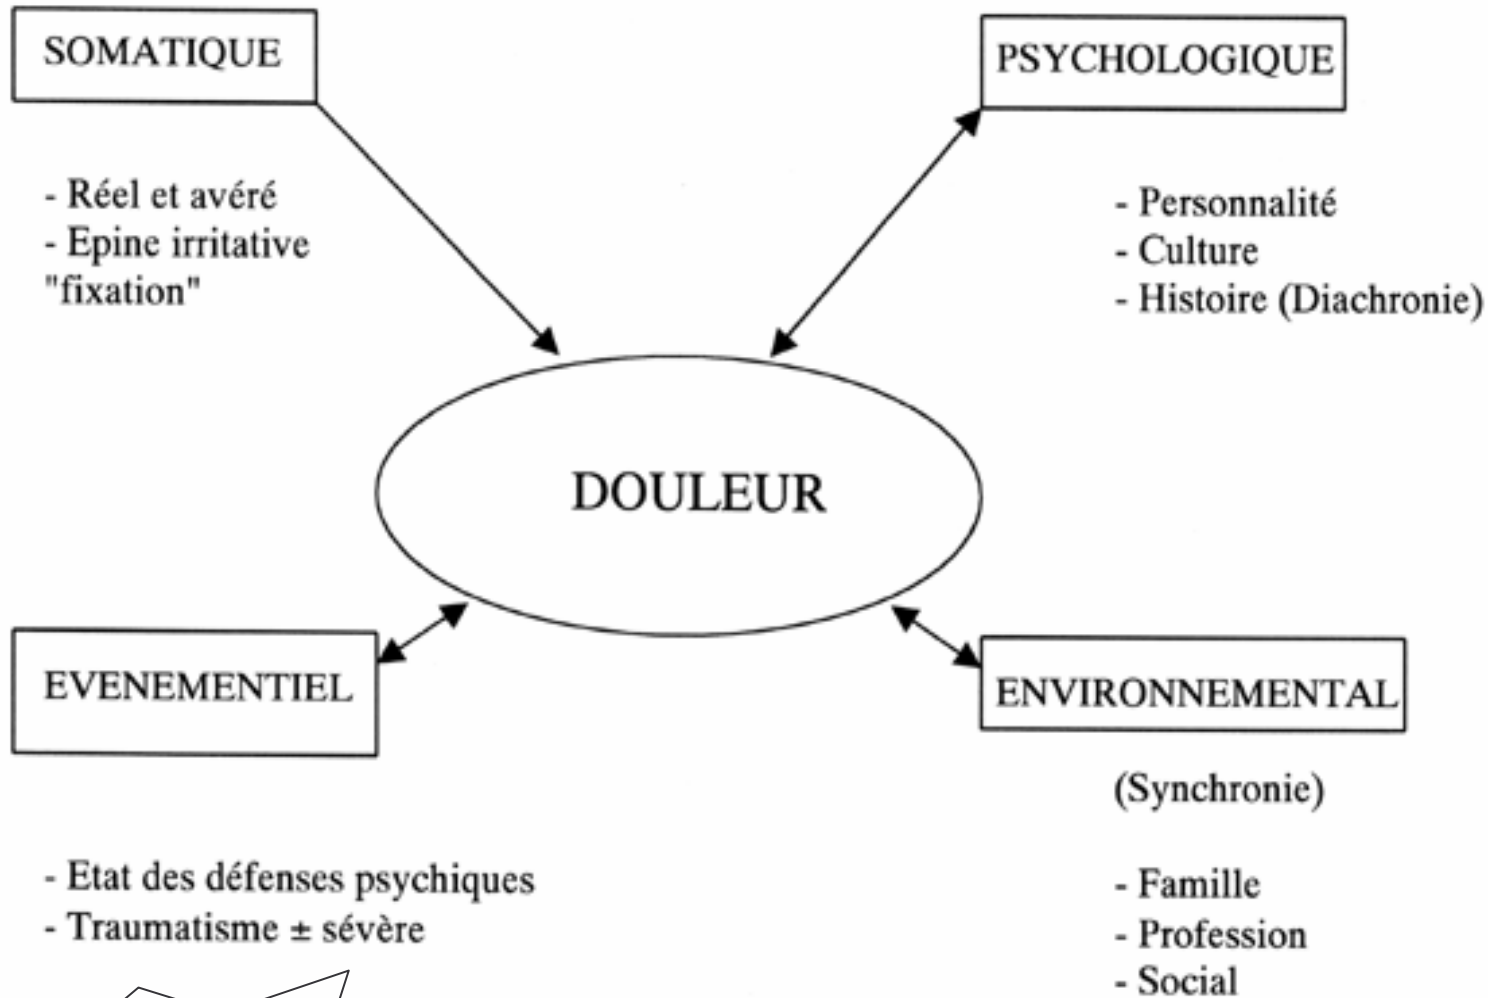 SOMATIQUE
- Réel et avéré
- Epine irritative
"fixation"
PSYCHOLOGIQUE
- Personnalité
- Culture
- Histoire (Diachronie)
DOULEUR
EVENEMENTIEL
- Etat des défenses psychiques
- Traumatisme ± sévère
ENVIRONNEMENTAL
(Synchronie)
- Famille
- Profession
- Social